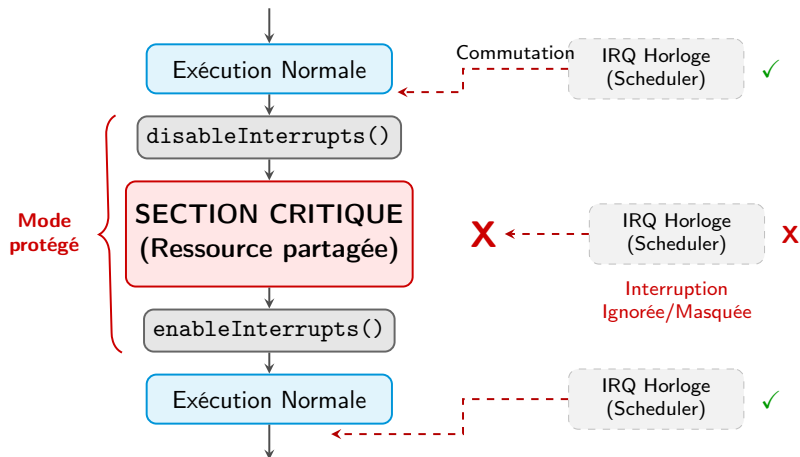 Commutation
IRQ Horloge
(Scheduler)
✓
Exécution Normale
disableInterrupts()
Mode
protégé
SECTION CRITIQUE
(Ressource partagée)
X
IRQ Horloge
(Scheduler)
X
Interruption
Ignorée/Masquée
enableInterrupts()
Exécution Normale
IRQ Horloge
(Scheduler)
✓